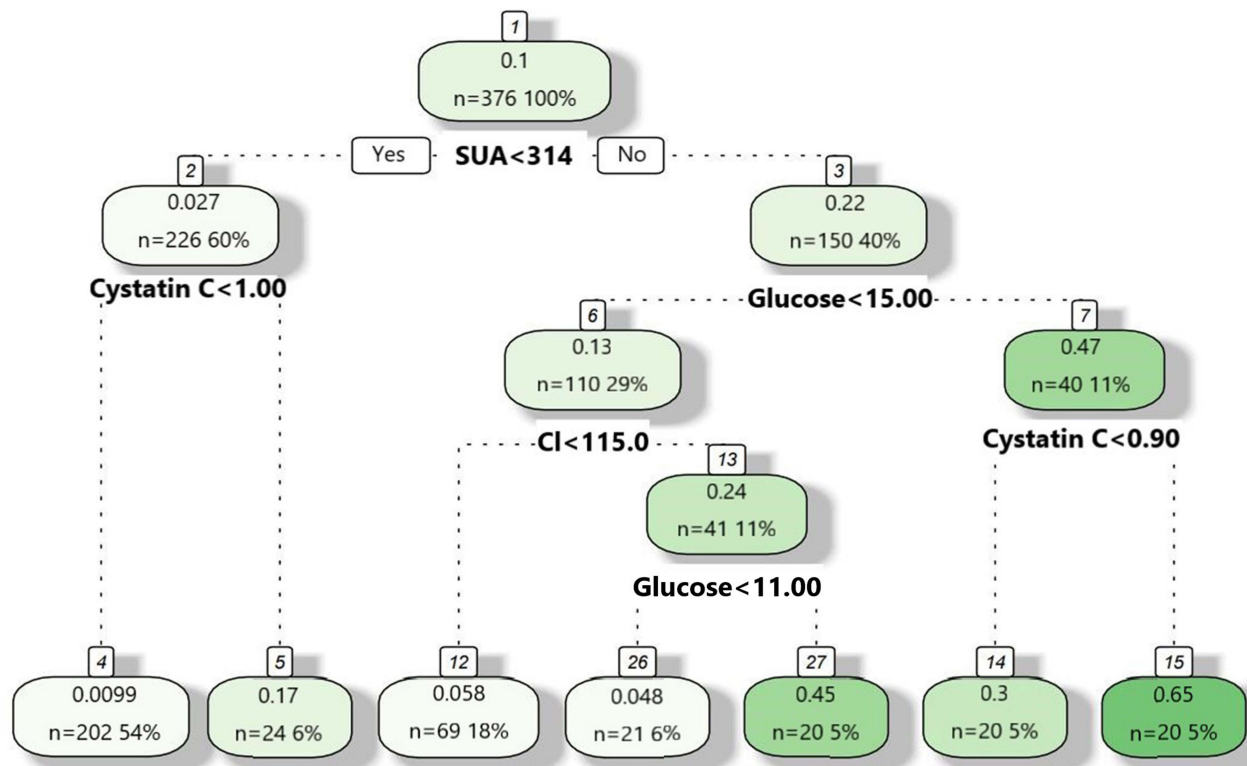 1
0.1
n=376 100%
Yes SUA<314 No
2
0.027
n=226 60%
3
0.22
n=150 40%
Cystatin C<1.00
Glucose<15.00
6
0.13
n=110 29%
7
0.47
n=40 11%
Cl<115.0
Cystatin C<0.90
13
0.24
n=41 11%
Glucose<11.00
4
0.0099
n=202 54%
5
0.17
n=24 6%
12
0.058
n=69 18%
26
0.048
n=21 6%
27
0.45
n=20 5%
14
0.3
n=20 5%
15
0.65
n=20 5%